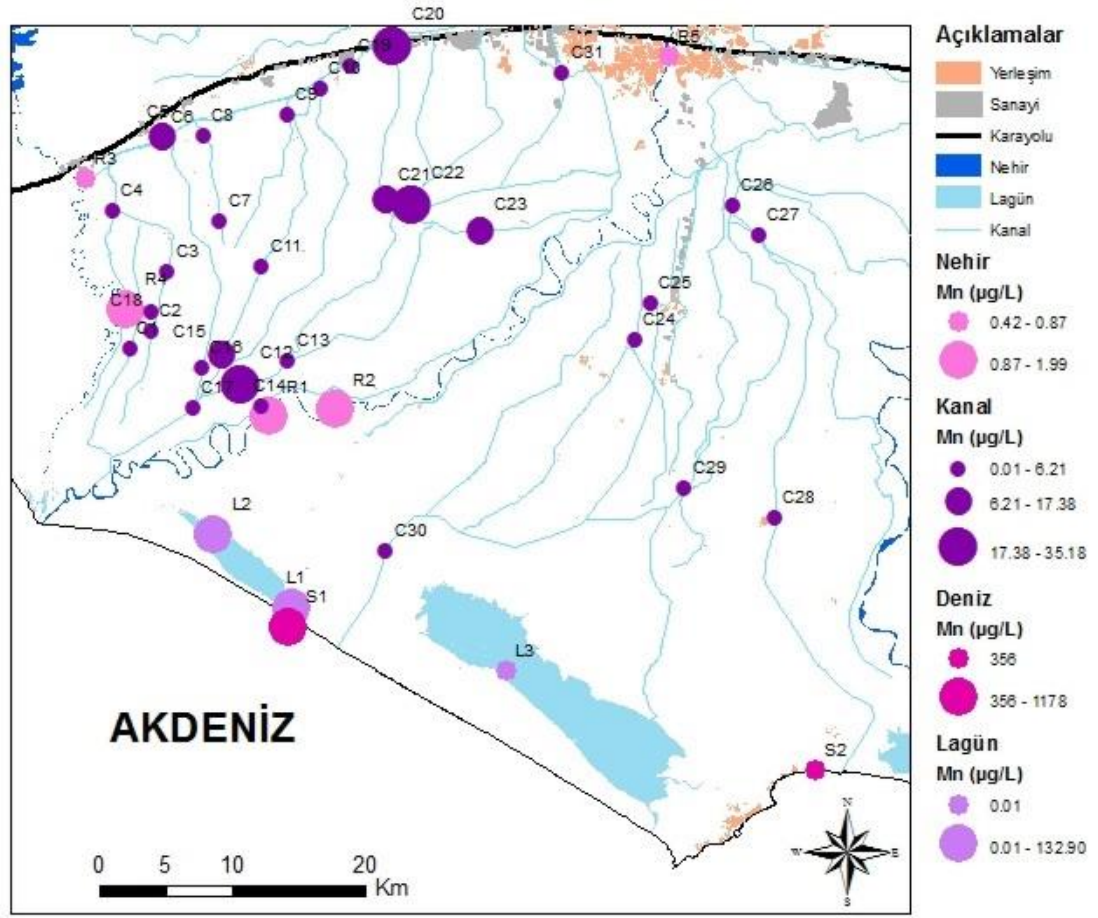 C20
C19
R5
C31
C10
C9
C5
C6
C8
R3
C21
C22
C4
C26
C7
C23
C27
C3
C11
R4
C18
C25
C2
C1
C24
C15
C16
C12
C13
C17
C14
R1
R2
C29
C28
L2
C30
L1
S1
L3
AKDENİZ
S2
N
W
E
S
0 5 10 20
Km
Açıklamalar
Yerleşim
Sanayi
Karayolu
Nehir
Lagün
Kanal
Nehir
Mn (µg/L)
0.42 - 0.87
0.87 - 1.99
Kanal
Mn (µg/L)
0.01 - 6.21
6.21 - 17.38
17.38 - 35.18
Deniz
Mn (µg/L)
356
356 - 1178
Lagün
Mn (µg/L)
0.01
0.01 - 132.90